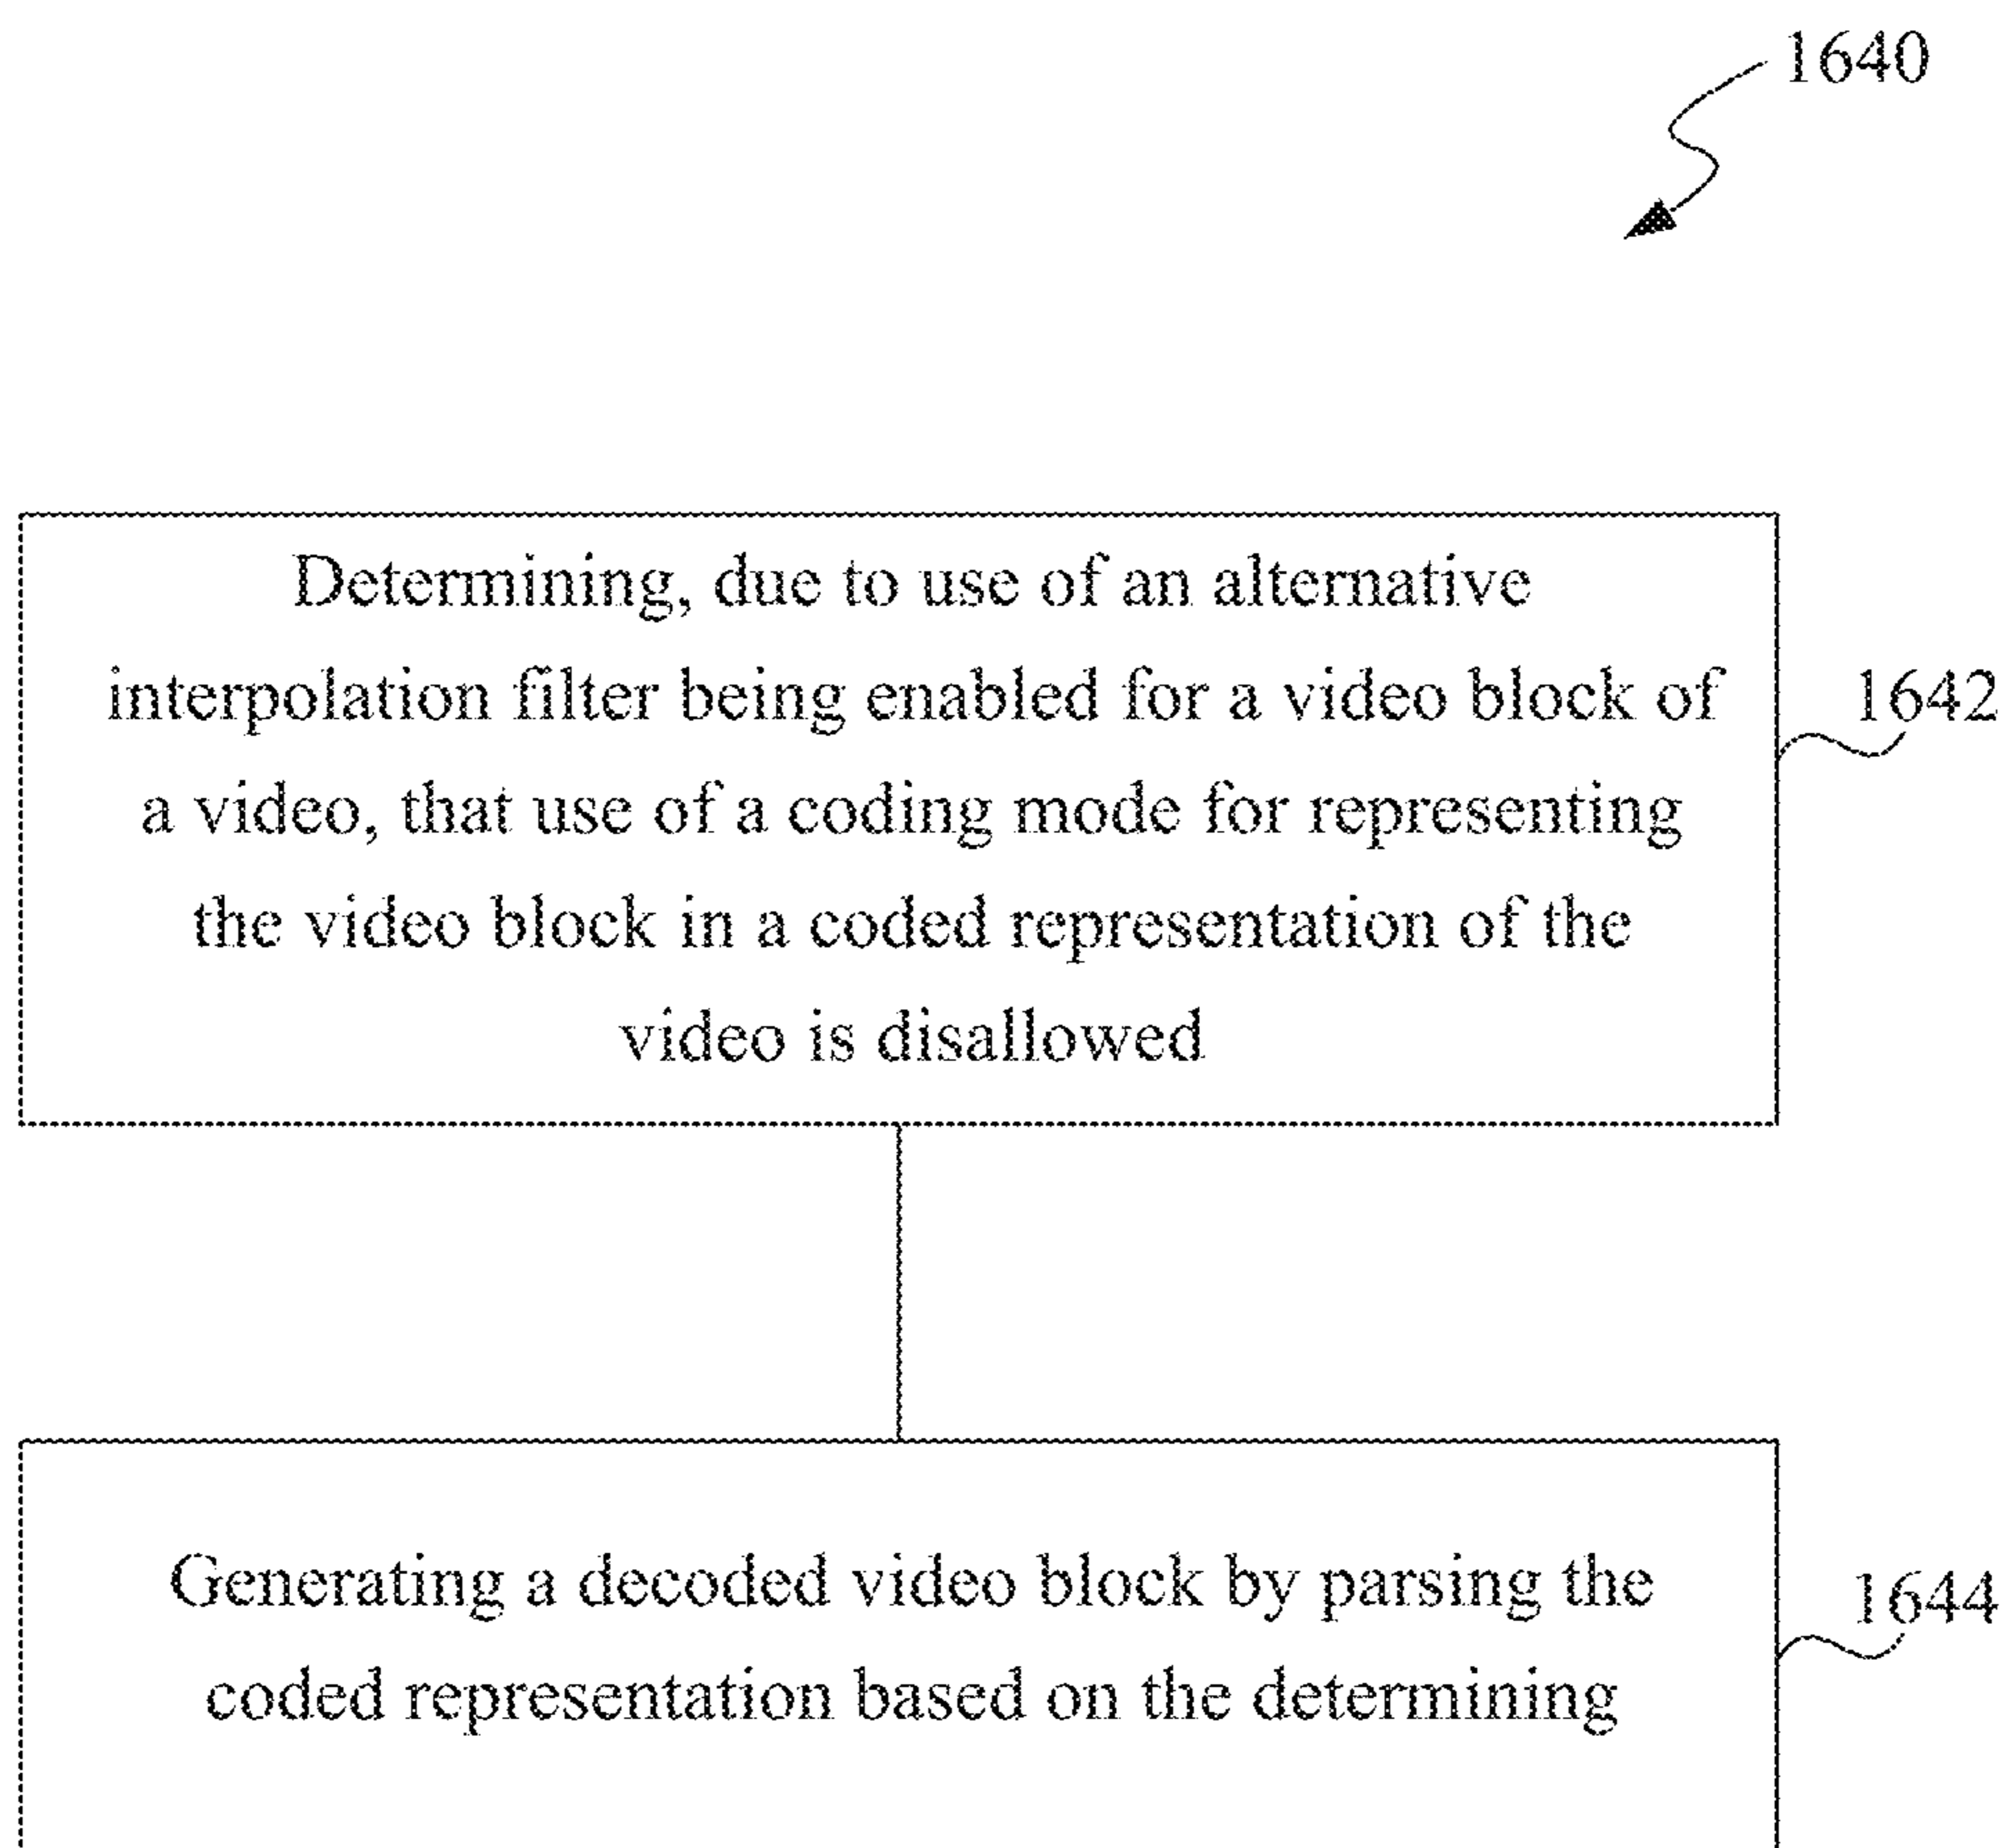 1640
Determining, due to use of an alternative
interpolation filter being enabled for a video block of
a video, that use of a coding mode for representing
the video block in a coded representation of the
video is disallowed
1642
Generating a decoded video block by parsing the
coded representation based on the determining
1644